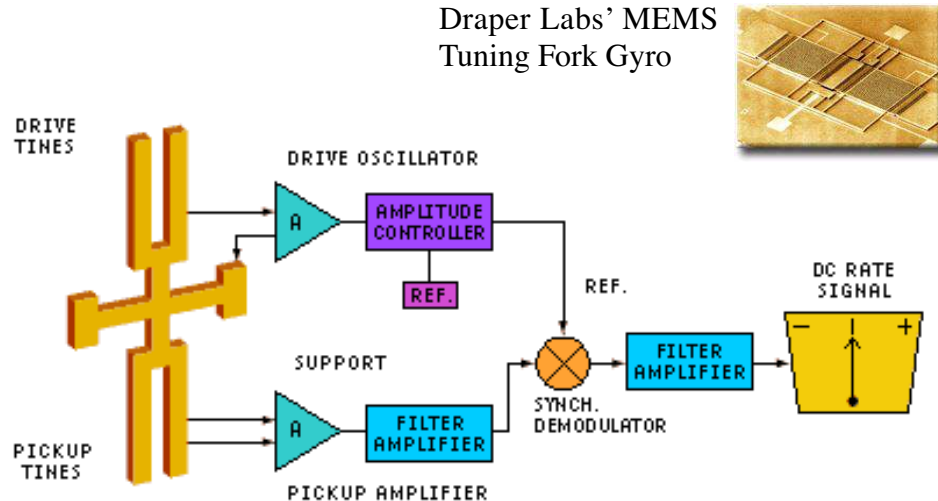 Draper Labs’ MEMS
Tuning Fork Gyro
DRIVE
TINES
DRIVE OSCILLATOR
A
AMPLITUDE
CONTROLLER
REF.
REF.
DC RATE
SIGNAL
–
+
SUPPORT
A
FILTER
AMPLIFIER
SYNCH.
DEMODULATOR
FILTER
AMPLIFIER
PICKUP
TINES
PICKUP AMPLIFIER